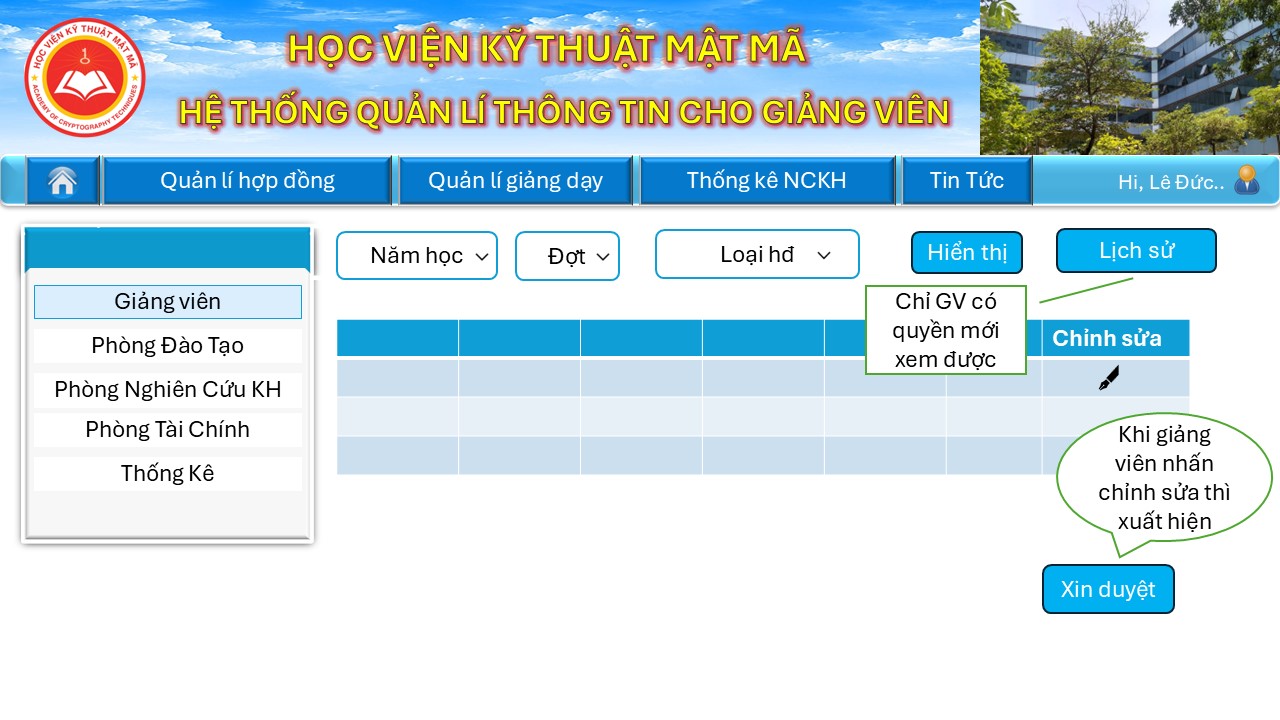 HỌC VIỆN KỸ THUẬT MẬT MÃ
ACADEMY OF CRYPTOGRAPHY TECHNIQUES
HỌC VIỆN KỸ THUẬT MẬT MÃ
HỆ THỐNG QUẢN LÍ THÔNG TIN CHO GIẢNG VIÊN
Quản lí hợp đồng
Quản lí giảng dạy
Thống kê NCKH
Tin Tức
Hi, Lê Đức..
Giảng viên
Phòng Đào Tạo
Phòng Nghiên Cứu KH
Phòng Tài Chính
Thống Kê
Năm học
Đợt
Loại hđ
Hiển thị
Lịch sử
Chỉ GV có
quyền mới
xem được
Chỉnh sửa
Khi giảng
viên nhấn
chỉnh sửa thì
xuất hiện
Xin duyệt